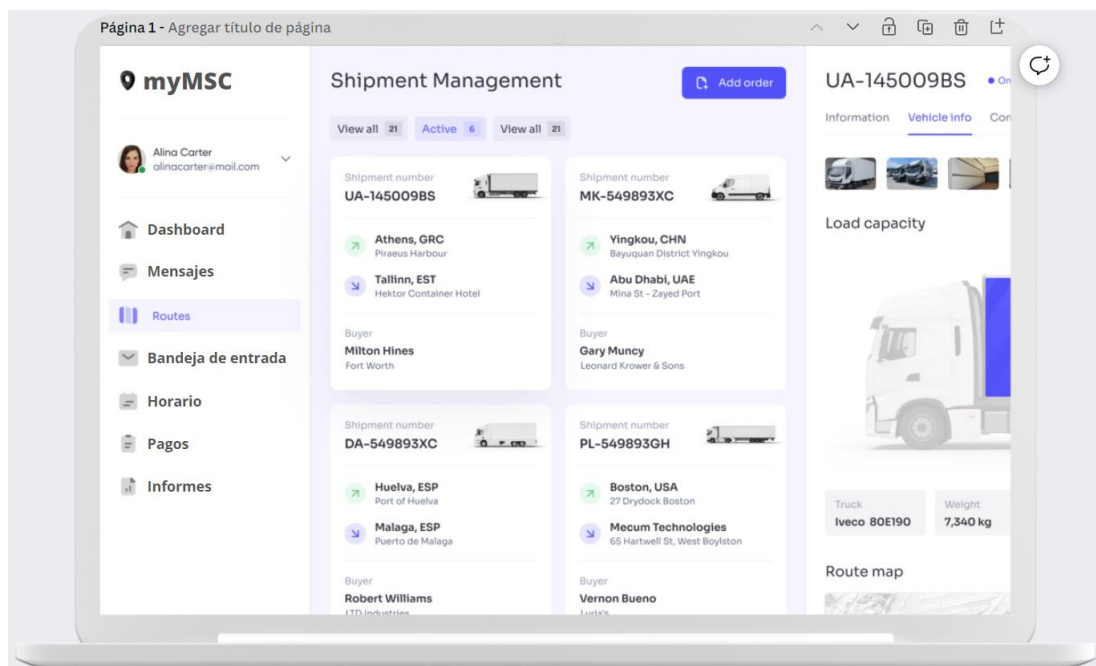 Página 1 - Agregar título de página
myMSC
Alina Carter
alinacarter@mail.com
Dashboard
Mensajes
Routes
Bandeja de entrada
Horario
Pagos
Informes
Shipment Management
Add order
View all 21
Active 6
View all 21
Shipment number
UA-145009BS
Athens, GRC
Piraeus Harbour
Tallinn, EST
Hektor Container Hotel
Buyer
Milton Hines
Fort Worth
Shipment number
MK-549893XC
Yingkou, CHN
Bayuquan District Yingkou
Abu Dhabi, UAE
Mina St - Zayed Port
Buyer
Gary Muncy
Leonard Krower & Sons
Shipment number
DA-549893XC
Huelva, ESP
Port of Huelva
Malaga, ESP
Puerto de Malaga
Buyer
Robert Williams
LTD Industries
Shipment number
PL-549893GH
Boston, USA
27 Drydock Boston
Mecum Technologies
65 Hartwell St, West Boylston
Buyer
Vernon Bueno
Luria's
UA-145009BS
On
Information Vehicle info Con
Load capacity
Truck
Iveco 80E190
Weight
7,340 kg
Route map